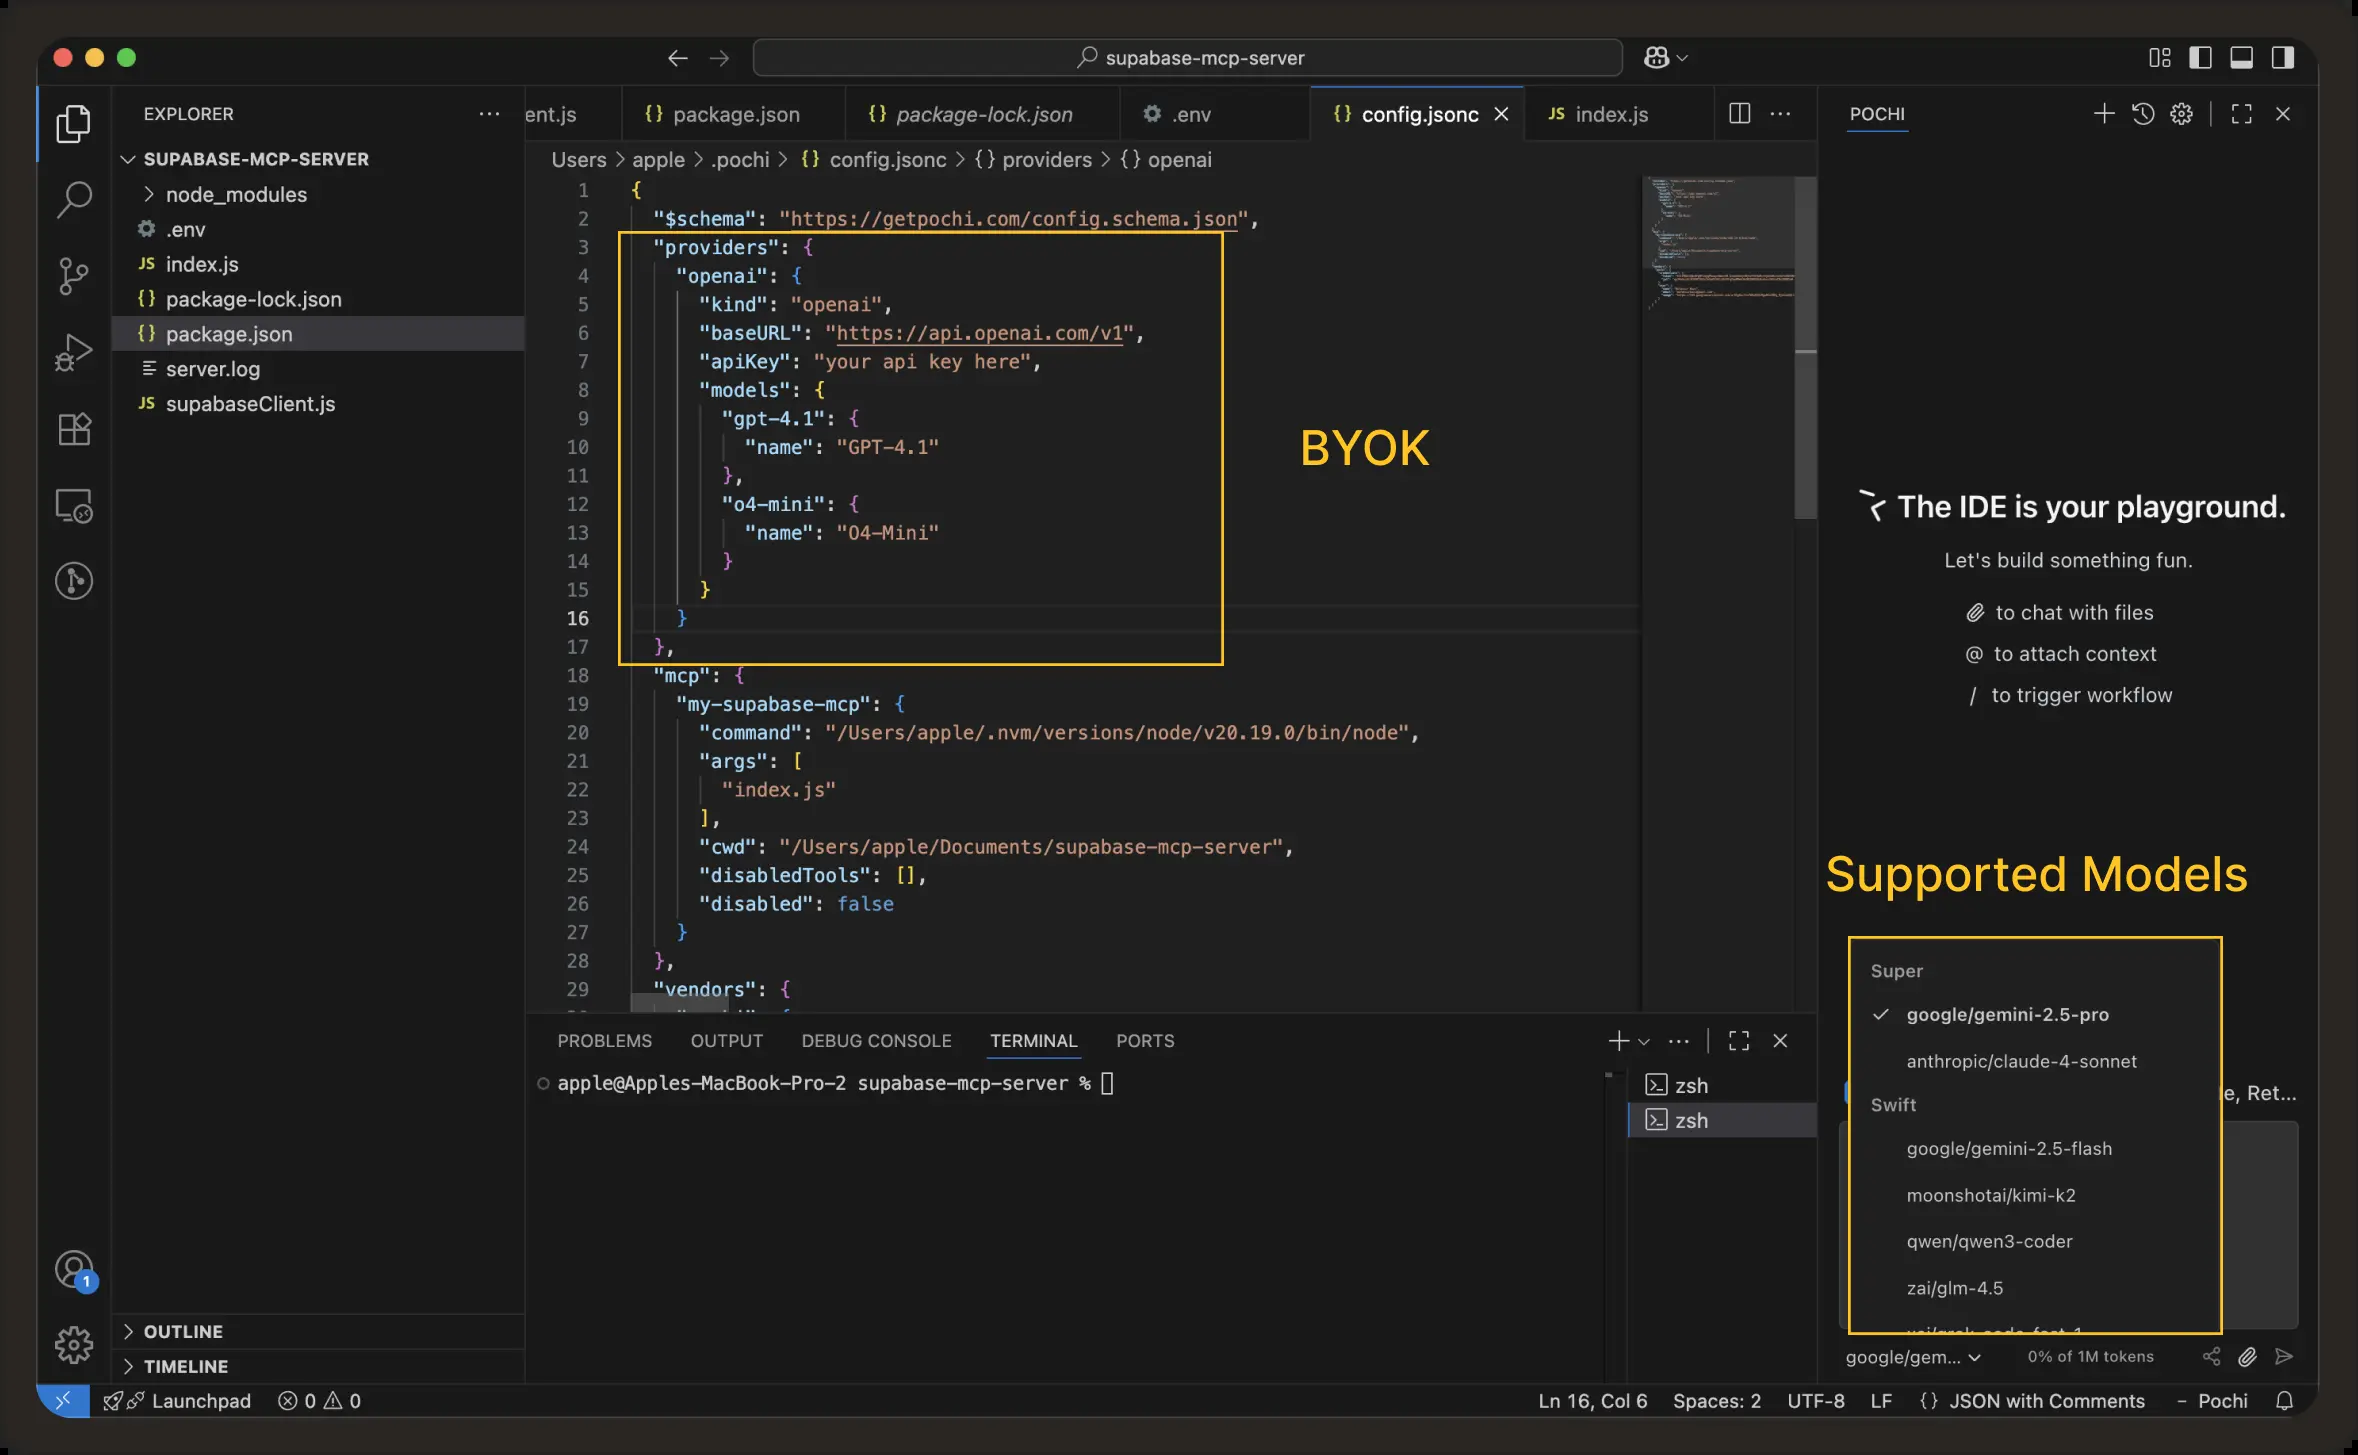 supabase-mcp-server
EXPLORER
SUPABASE-MCP-SERVER
node_modules
.env
JS index.js
{} package-lock.json
{} package.json
server.log
JS supabaseClient.js
OUTLINE
TIMELINE
ent.js
{} package.json
{} package-lock.json
.env
{} config.jsonc
JS index.js
Users > apple > .pochi > {} config.jsonc > {} providers > {} openai
1 {
2 "$schema": "https://getpochi.com/config.schema.json",
3 "providers": {
4 "openai": {
5 "kind": "openai",
6 "baseURL": "https://api.openai.com/v1",
7 "apiKey": "your api key here",
8 "models": {
9 "gpt-4.1": {
10 "name": "GPT-4.1"
11 },
12 "o4-mini": {
13 "name": "O4-Mini"
14 }
15 }
16 }
17 },
18 "mcp": {
19 "my-supabase-mcp": {
20 "command": "/Users/apple/.nvm/versions/node/v20.19.0/bin/node",
21 "args": [
22 "index.js"
23 ],
24 "cwd": "/Users/apple/Documents/supabase-mcp-server",
25 "disabledTools": [],
26 "disabled": false
27 }
28 },
29 "vendors": {
BYOK
PROBLEMS OUTPUT DEBUG CONSOLE TERMINAL PORTS
apple@Apples-MacBook-Pro-2 supabase-mcp-server %
zsh
zsh
POCHI
The IDE is your playground.
Let's build something fun.
to chat with files
@ to attach context
/ to trigger workflow
Supported Models
Super
google/gemini-2.5-pro
anthropic/claude-4-sonnet
Swift
google/gemini-2.5-flash
moonshotai/kimi-k2
qwen/qwen3-coder
zai/glm-4.5
e, Ret...
google/gem...
0% of 1M tokens
1
Launchpad
0
0
Ln 16, Col 6
Spaces: 2
UTF-8
LF
{} JSON with Comments
- Pochi